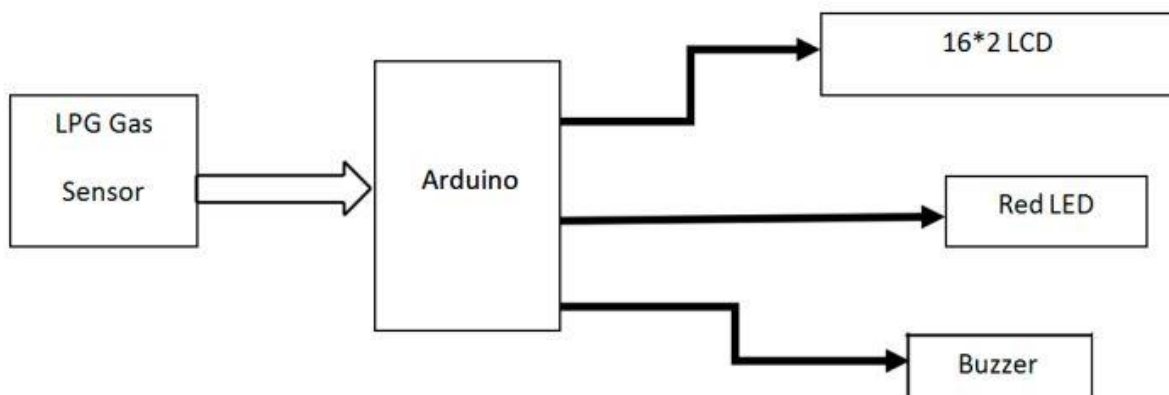 LPG Gas
Sensor
Arduino
16*2 LCD
Red LED
Buzzer